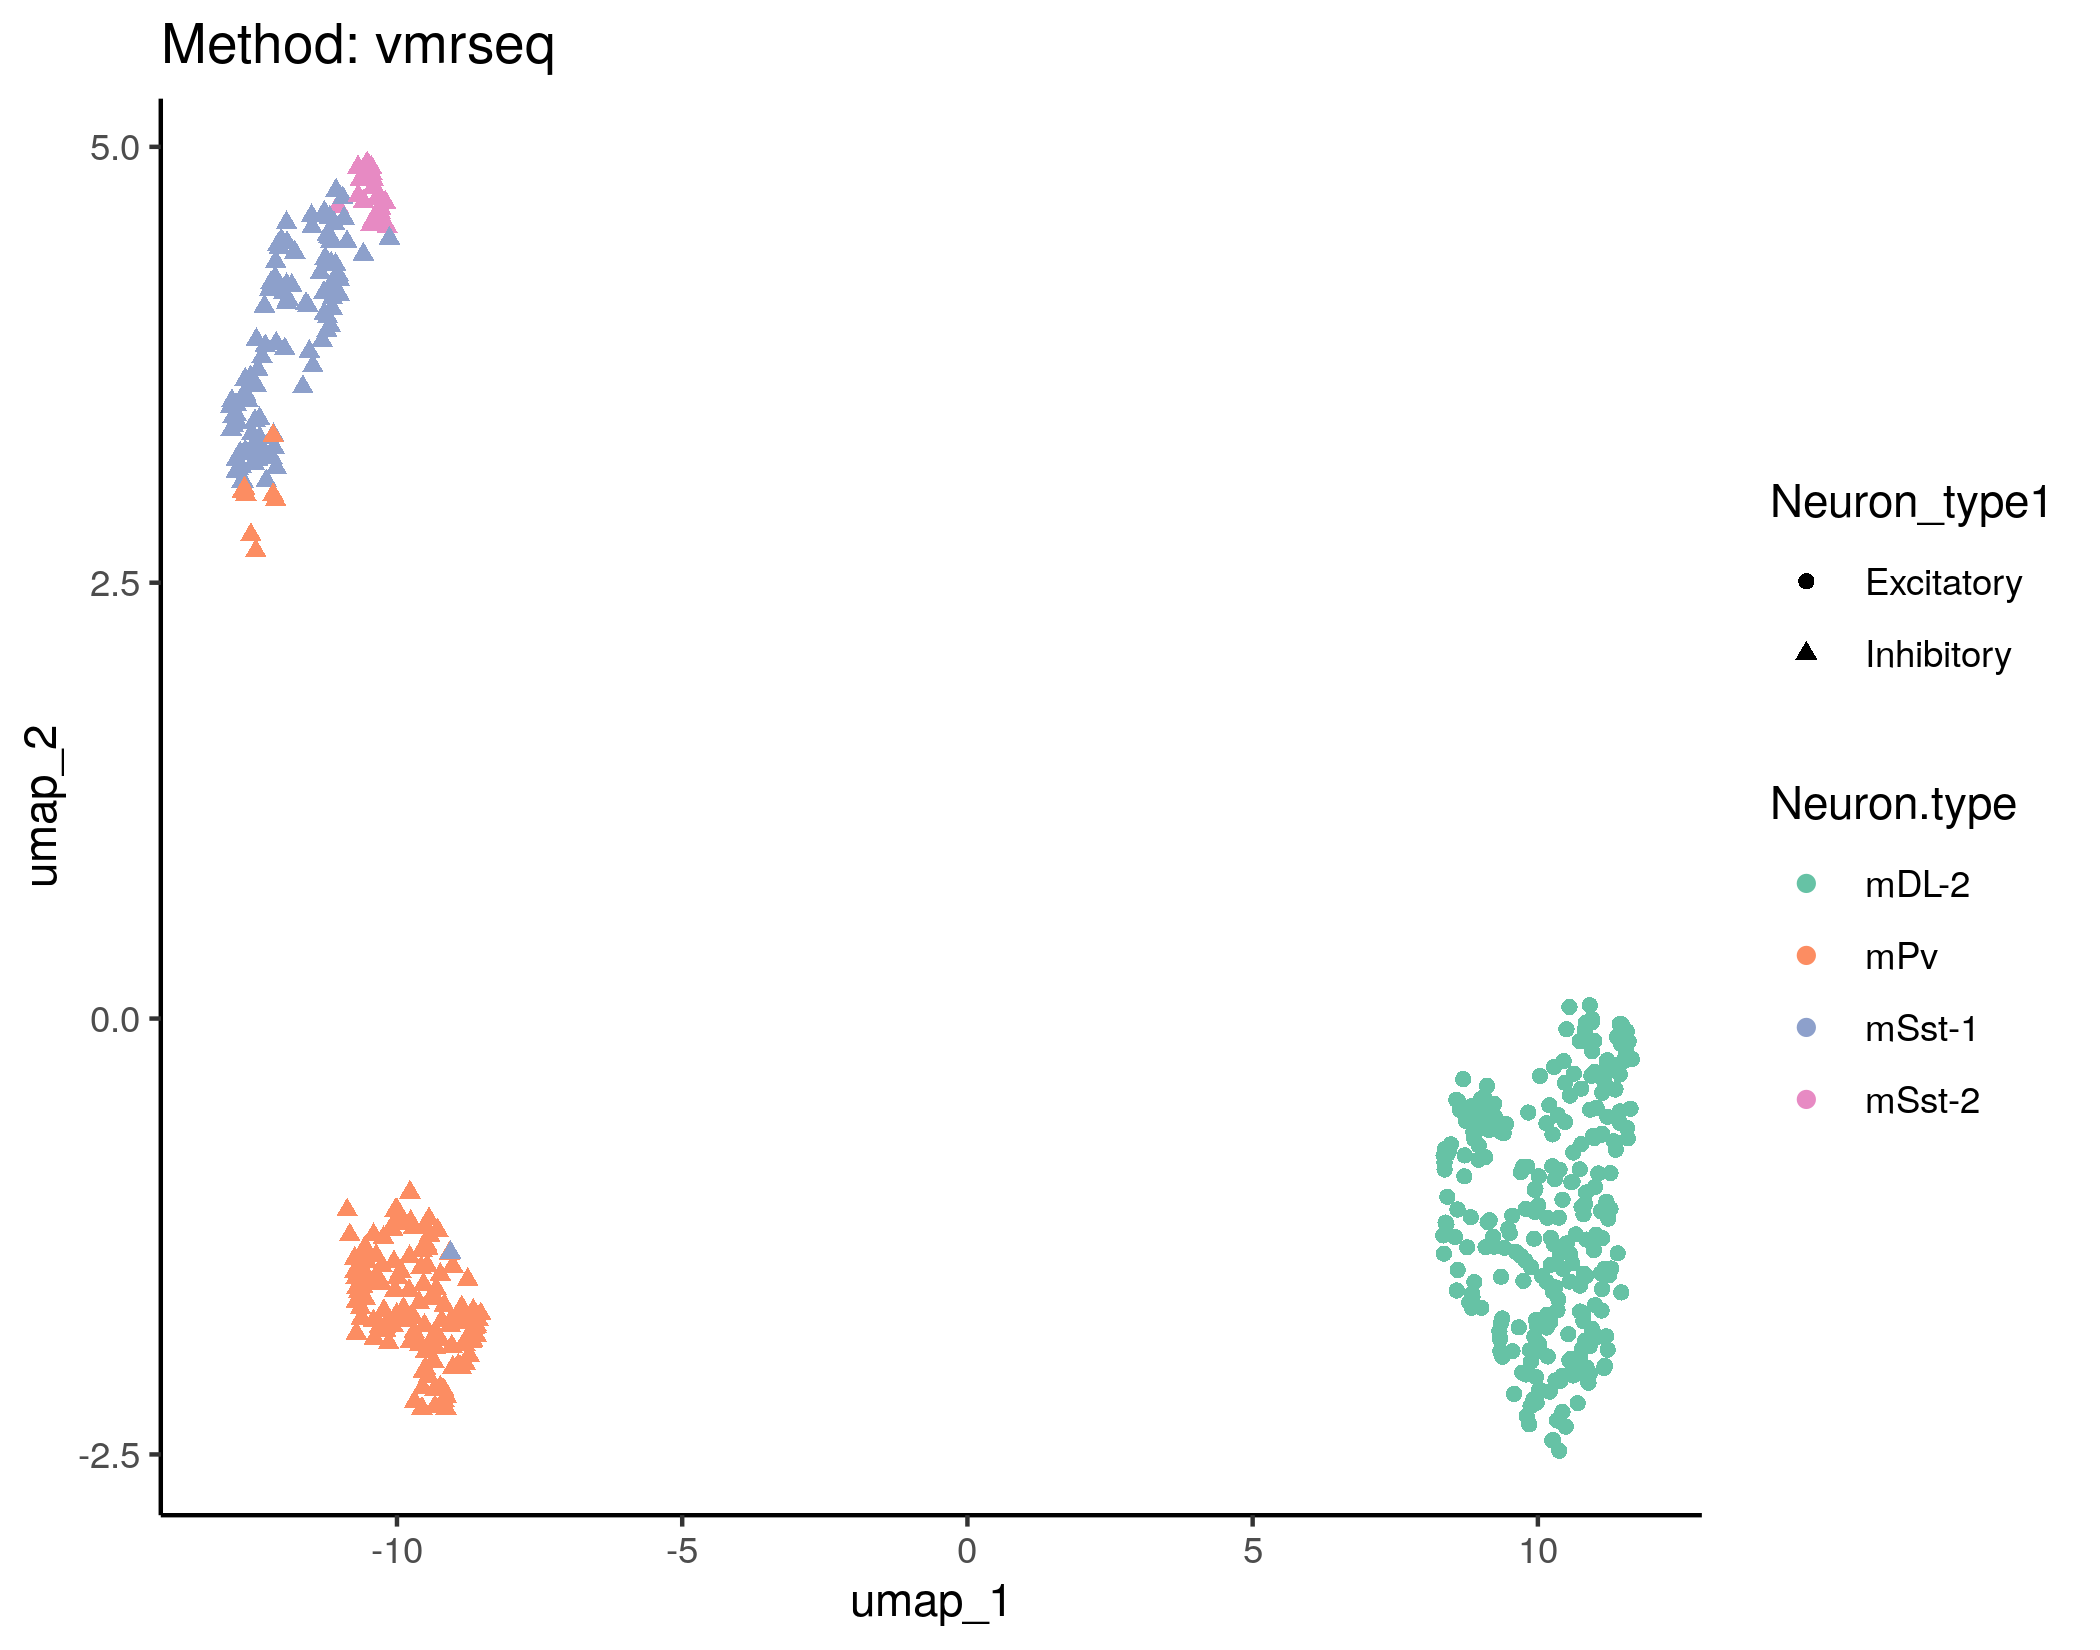 Method: vmrseq
5.0
2.5
0.0
-2.5
umap_2
-10
-5
0
5
10
umap_1
Neuron_type1
Excitatory
Inhibitory
Neuron.type
mDL-2
mPv
mSst-1
mSst-2